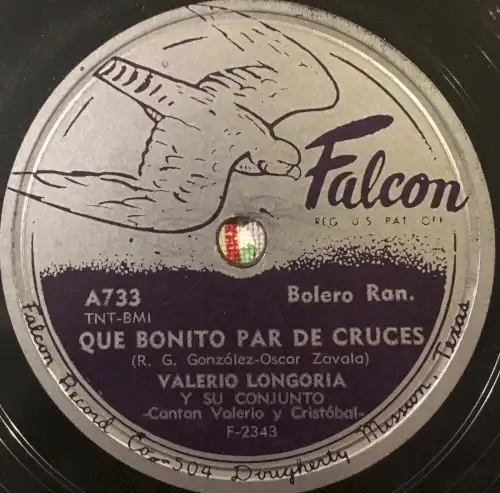 Falcon
REG. U S PAT OFF
A733
Bolero Ran.
TNT-BMI
QUE BONITO PAR DE CRUCES
(R. G. González-Oscar Zavala)
VALERIO LONGORIA
Y SU CONJUNTO
-Cantan Valerio y Cristóbal-
F-2343
Falcon Record Co.-504 Dougherty Mission, Texas